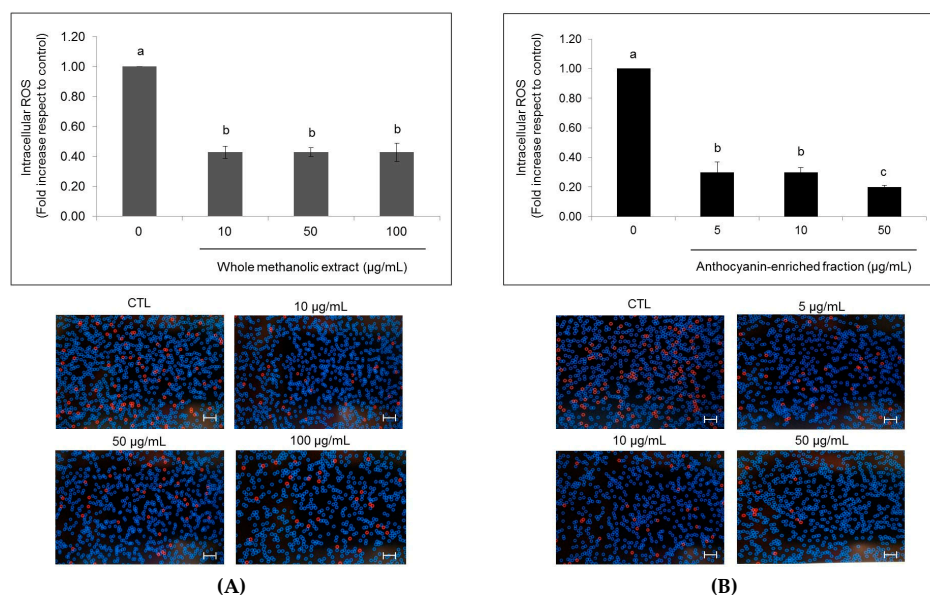 1.20
a
1.00
0.80
0.60
b
b
b
0.40
0.20
0.00
Intracellular ROS
(Fold increase respect to control)
0
10
50
100
Whole methanolic extract (µg/mL)
CTL
10 µg/mL
50 µg/mL
100 µg/mL
(A)
1.20
a
1.00
0.80
0.60
b
b
0.40
c
0.20
0.00
Intracellular ROS
(Fold increase respect to control)
0
5
10
50
Anthocyanin-enriched fraction (µg/mL)
CTL
5 µg/mL
10 µg/mL
50 µg/mL
(B)